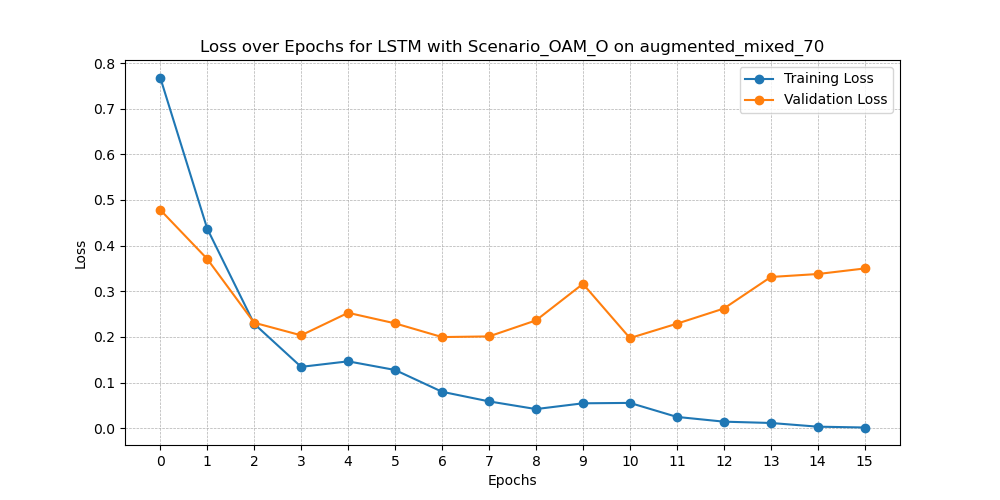 Loss over Epochs for LSTM with Scenario_OAM_O on augmented_mixed_70
Training Loss
Validation Loss
Loss
0.8
0.7
0.6
0.5
0.4
0.3
0.2
0.1
0.0
0 1 2 3 4 5 6 7 8 9 10 11 12 13 14 15
Epochs